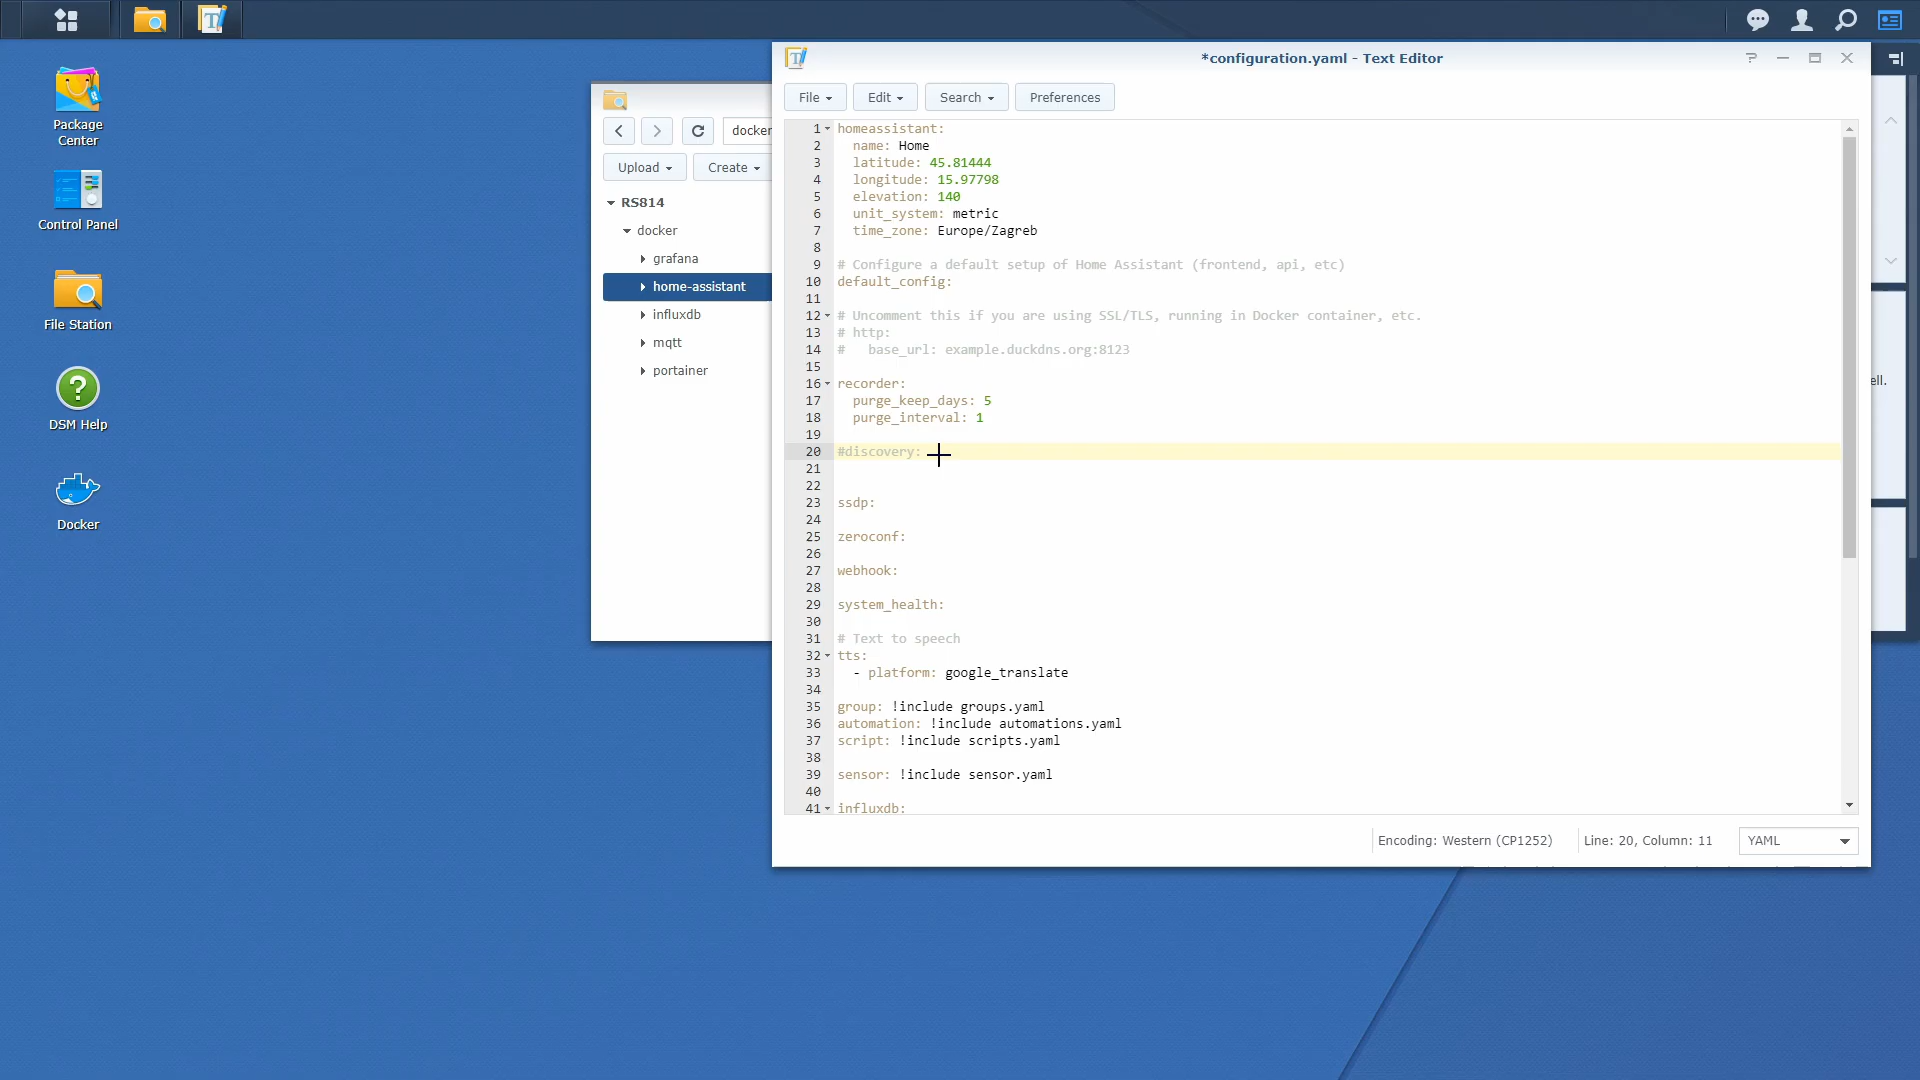 *configuration.yaml - Text Editor
File
Edit
Search
Preferences
Package
Center
Control Panel
File Station
DSM Help
Docker
docker
Upload
Create
RS814
docker
grafana
home-assistant
influxdb
mqtt
portainer
1 homeassistant:
2   name: Home
3   latitude: 45.81444
4   longitude: 15.97798
5   elevation: 140
6   unit_system: metric
7   time_zone: Europe/Zagreb
8
9 # Configure a default setup of Home Assistant (frontend, api, etc)
10 default_config:
11
12 # Uncomment this if you are using SSL/TLS, running in Docker container, etc.
13 # http:
14 #   base_url: example.duckdns.org:8123
15
16 recorder:
17   purge_keep_days: 5
18   purge_interval: 1
19
20 #discovery:
21
22
23 ssdp:
24
25 zeroconf:
26
27 webhook:
28
29 system_health:
30
31 # Text to speech
32 tts:
33   - platform: google_translate
34
35 group: !include groups.yaml
36 automation: !include automations.yaml
37 script: !include scripts.yaml
38
39 sensor: !include sensor.yaml
40
41 influxdb:
ell.
Encoding: Western (CP1252)
Line: 20, Column: 11
YAML